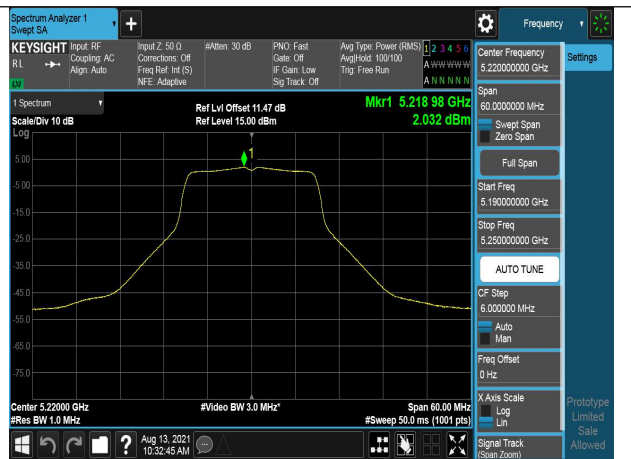 Spectrum Analyzer 1
Swept SA
+
Frequency
KEYSIGHT
RL
Input: RF
Coupling: AC
Align: Auto
Input Z: 50 Ω
Corrections: Off
Freq Ref: Int (S)
NFE: Adaptive
#Atten: 30 dB
PNO: Fast
Gate: Off
IF Gain: Low
Sig Track: Off
Avg Type: Power (RMS)
Avg|Hold: 100/100
Trig: Free Run
1 2 3 4 5 6
A W W W W W
A N N N N N
1 Spectrum
Scale/Div 10 dB
Log
Ref Lvl Offset 11.47 dB
Ref Level 15.00 dBm
Mkr1 5.218 98 GHz
2.032 dBm
1
5.00
-5.00
-15.0
-25.0
-35.0
-45.0
-55.0
-65.0
-75.0
Center 5.22000 GHz
#Res BW 1.0 MHz
#Video BW 3.0 MHz*
Span 60.00 MHz
#Sweep 50.0 ms (1001 pts)
Center Frequency
5.220000000 GHz
Settings
Span
60.0000000 MHz
Swept Span
Zero Span
Full Span
Start Freq
5.190000000 GHz
Stop Freq
5.250000000 GHz
AUTO TUNE
CF Step
6.000000 MHz
Auto
Man
Freq Offset
0 Hz
X Axis Scale
Log
Lin
Signal Track
(Span Zoom)
Prototype
Limited
Sale
Allowed
?
Aug 13, 2021
10:32:45 AM